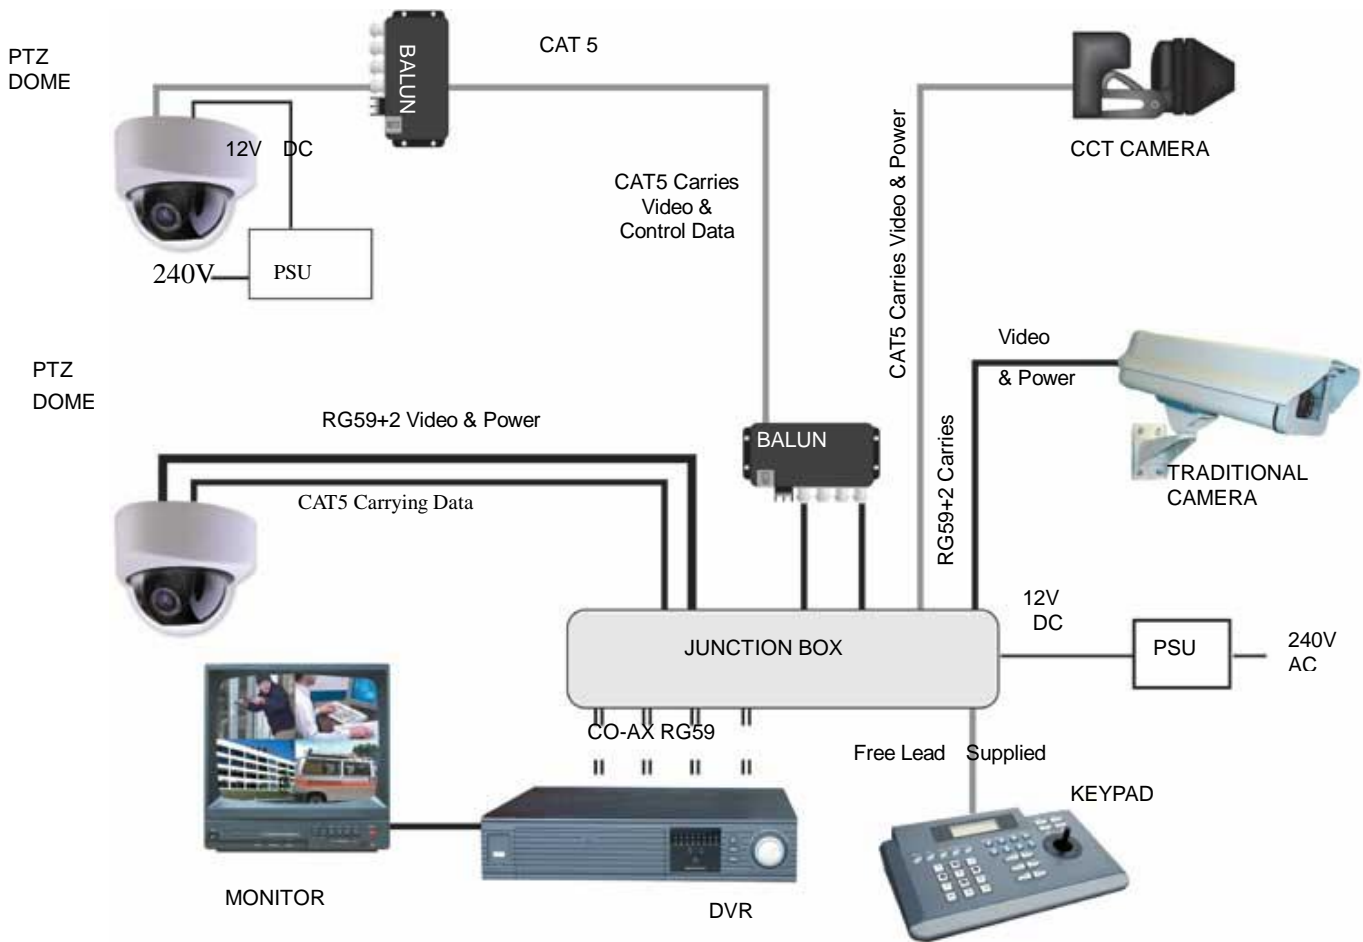 PTZ
DOME
BALUN
CAT 5
12V DC
240V
PSU
CAT5 Carries
Video &
Control Data
CAT5 Carries Video & Power
CCT CAMERA
PTZ
DOME
RG59+2 Video & Power
CAT5 Carrying Data
BALUN
RG59+2 Carries
Video
& Power
TRADITIONAL
CAMERA
JUNCTION BOX
12V
DC
PSU
240V
AC
CO-AX RG59
Free Lead Supplied
KEYPAD
MONITOR
DVR